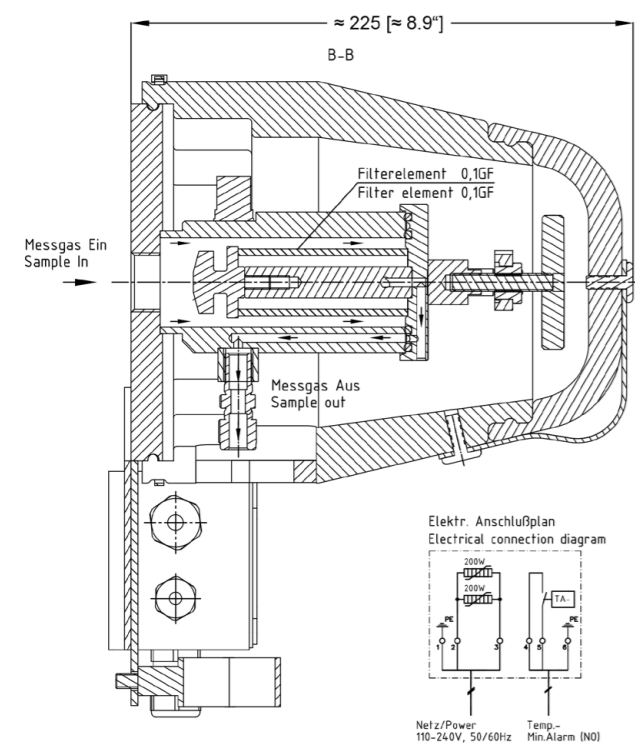 ≈ 225 [≈ 8.9“]
B-B
Filterelement 0,1GF
Filter element 0,1GF
Messgas Ein
Sample In
Messgas Aus
Sample out
Elektr. Anschlußplan
Electrical connection diagram
200W
200W
TA-
PE
PE
1 2 3 4 5 6
Netz/Power
110-240V, 50/60Hz
Temp.-
Min.Alarm (NO)